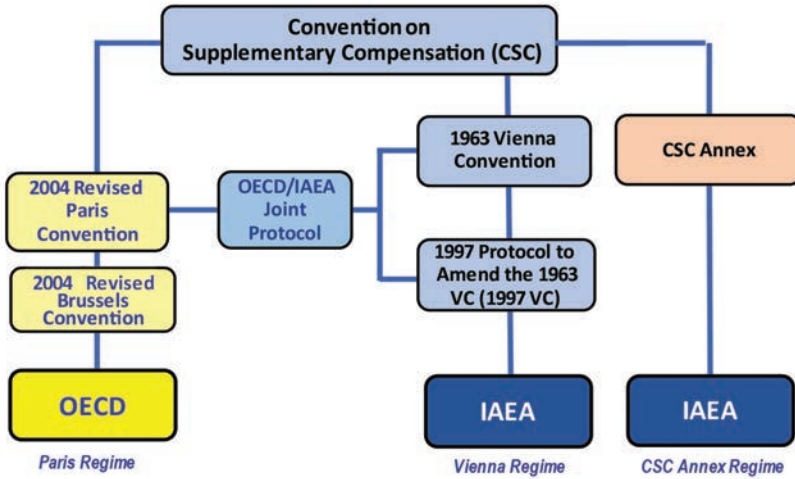 Convention on
Supplementary Compensation (CSC)
1963 Vienna
Convention
CSC Annex
2004 Revised
Paris
Convention
OECD/IAEA
Joint
Protocol
1997 Protocol to
Amend the 1963
VC (1997 VC)
2004 Revised
Brussels
Convention
OECD
IAEA
IAEA
Paris Regime
Vienna Regime
CSC Annex Regime